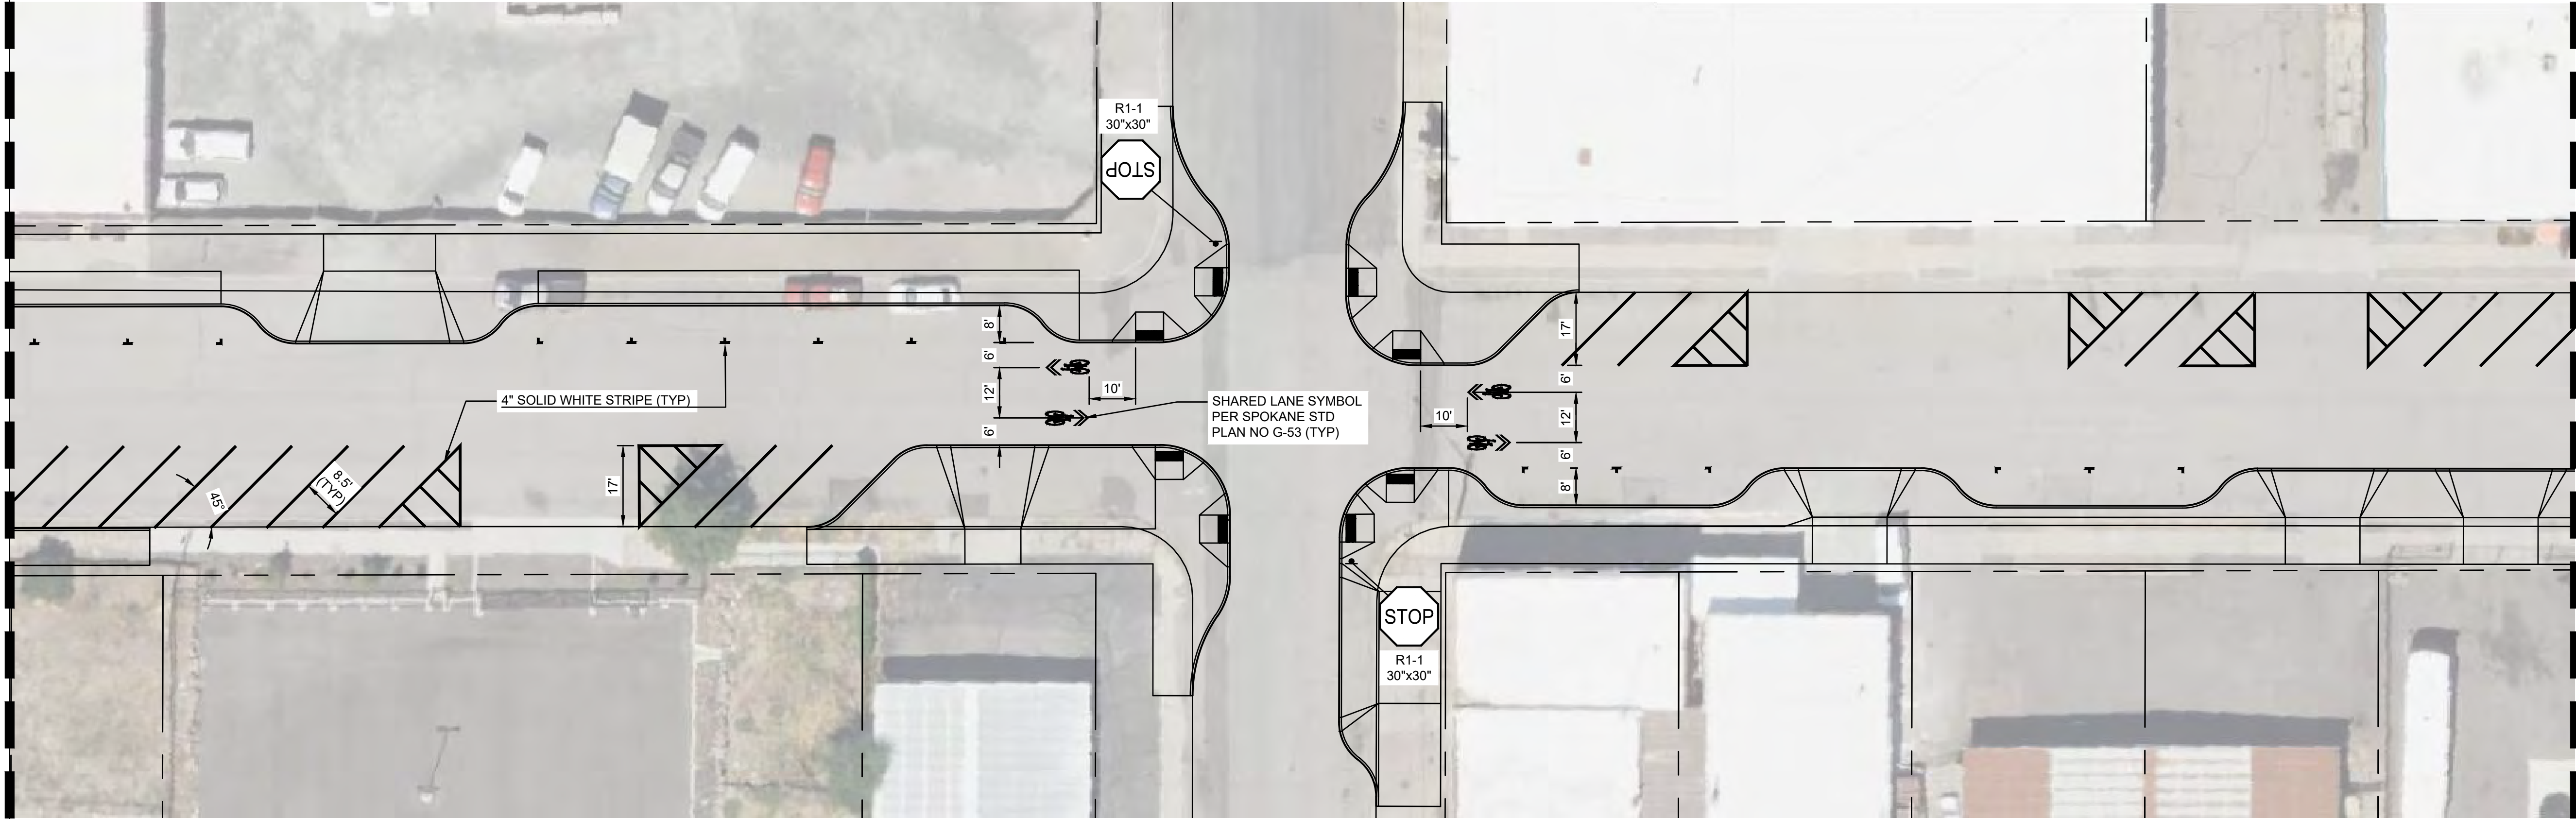 R1-1
30"x30"
STOP
8'
6'
12'
6'
10'
17'
6'
12'
6'
8'
10'
4" SOLID WHITE STRIPE (TYP)
SHARED LANE SYMBOL
PER SPOKANE STD
PLAN NO G-53 (TYP)
45°
8.5'
(TYP)
17'
STOP
R1-1
30"x30"